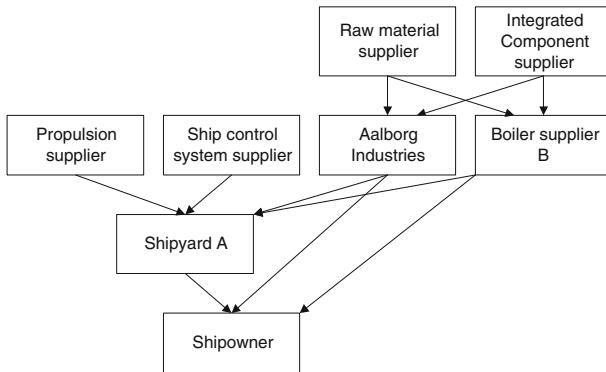 Raw material
supplier
Integrated
Component
supplier
Propulsion
supplier
Ship control
system supplier
Aalborg
Industries
Boiler supplier
B
Shipyard A
Shipowner